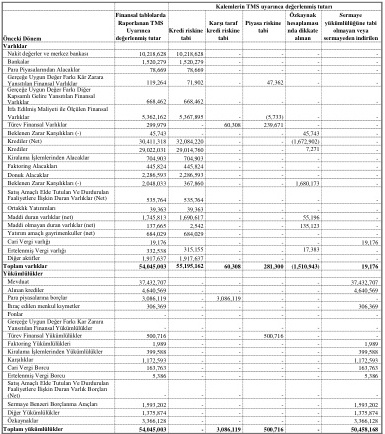 Kalemlerin TMS uyarınca değerlenmiş tutarı
Önceki Dönem | Finansal tablolarda Raporlanan TMS Uyarınca değerlenmiş tutar | Kredi riskine tabi | Karşı taraf kredi riskine tabi | Piyasa riskine tabi | Özkaynak hesaplaması nda dikkate alınan | Sermaye yükümlülüğüne tabi olmayan veya sermayeden indirilen
Varlıklar
Nakit değerler ve merkez bankası 10,218,628 10,218,628 - - - -
Bankalar 1,520,279 1,520,279 - - - -
Para Piyasalarından Alacaklar 78,669 78,669 - - - -
Gerçeğe Uygun Değer Farkı Kâr Zarara
Yansıtılan Finansal Varlıklar 119,264 71,902 - 47,362 - -
Gerçeğe Uygun Değer Farkı Diğer
Kapsamlı Gelire Yansıtılan Finansal
Varlıklar 668,462 668,462 - - - -
İtfa Edilmiş Maliyeti ile Ölçülen Finansal
Varlıklar 5,362,162 5,367,895 - (5,733) - -
Türev Finansal Varlıklar 299,979 - 60,308 239,671 - -
Beklenen Zarar Karşılıkları (-) 45,743 - - - 45,743 -
Krediler (Net) 30,411,318 32,084,220 - - (1,672,902) -
Krediler 29,022,031 29,014,760 - - 7,271 -
Kiralama İşlemlerinden Alacaklar 704,903 704,903 - - - -
Faktoring Alacakları 445,824 445,824 - - - -
Donuk Alacaklar 2,286,593 2,286,593 - - - -
Beklenen Zarar Karşılıkları (-) 2,048,033 367,860 - - 1,680,173 -
Satış Amaçlı Elde Tutulan Ve Durdurulan
Faaliyetlere İlişkin Duran Varlıklar (Net) 535,764 535,764 - - - -
Ortaklık Yatırımları 39,363 39,363 - - - -
Maddi duran varlıklar (net) 1,745,813 1,690,617 - - 55,196 -
Maddi olmayan duran varlıklar (net) 137,665 2,542 - - 135,123 -
Yatırım amaçlı gayrimenkuller (Net) 684,029 684,029 - - - -
Cari Vergi varlığı 19,176 - - - - 19,176
Ertelenmiş Vergi varlığı 332,538 315,155 - - 17,383 -
Diğer aktifler 1,917,637 1,917,637 - - - -
Toplam varlıklar 54,045,003 55,195,162 60,308 281,300 (1,510,943) 19,176
Yükümlülükler
Mevduat 37,432,707 - - - - 37,432,707
Alınan krediler 4,640,569 - - - - 4,640,569
Para piyasalarına borçlar 3,086,119 - 3,086,119 - - -
İhraç edilen menkul kıymetler 306,369 - - - - 306,369
Fonlar - - - - - -
Gerçeğe Uygun Değer Farkı Kar Zarara
Yansıtılan Finansal Yükümlülükler - - - - - -
Türev Finansal Yükümlülükler 500,716 - - 500,716 - -
Faktoring Yükümlülükleri 1,989 - - - - 1,989
Kiralama İşlemlerinden Yükümlülükler 399,588 - - - - 399,588
Karşılıklar 1,172,593 - - - - 1,172,593
Cari Vergi Borcu 163,763 - - - - 163,763
Ertelenmiş Vergi Borcu 5,386 - - - - 5,386
Satış Amaçlı Elde Tutulan Ve Durdurulan
Faaliyetlere İlişkin Duran Varlık Borçları
(Net) - - - - - -
Sermaye Benzeri Borçlanma Araçları 1,593,202 - - - - 1,593,202
Diğer Yükümlülükler 1,375,874 - - - - 1,375,874
Özkaynaklar 3,366,128 - - - - 3,366,128
Toplam yükümlülükler 54,045,003 - 3,086,119 500,716 - 50,458,168